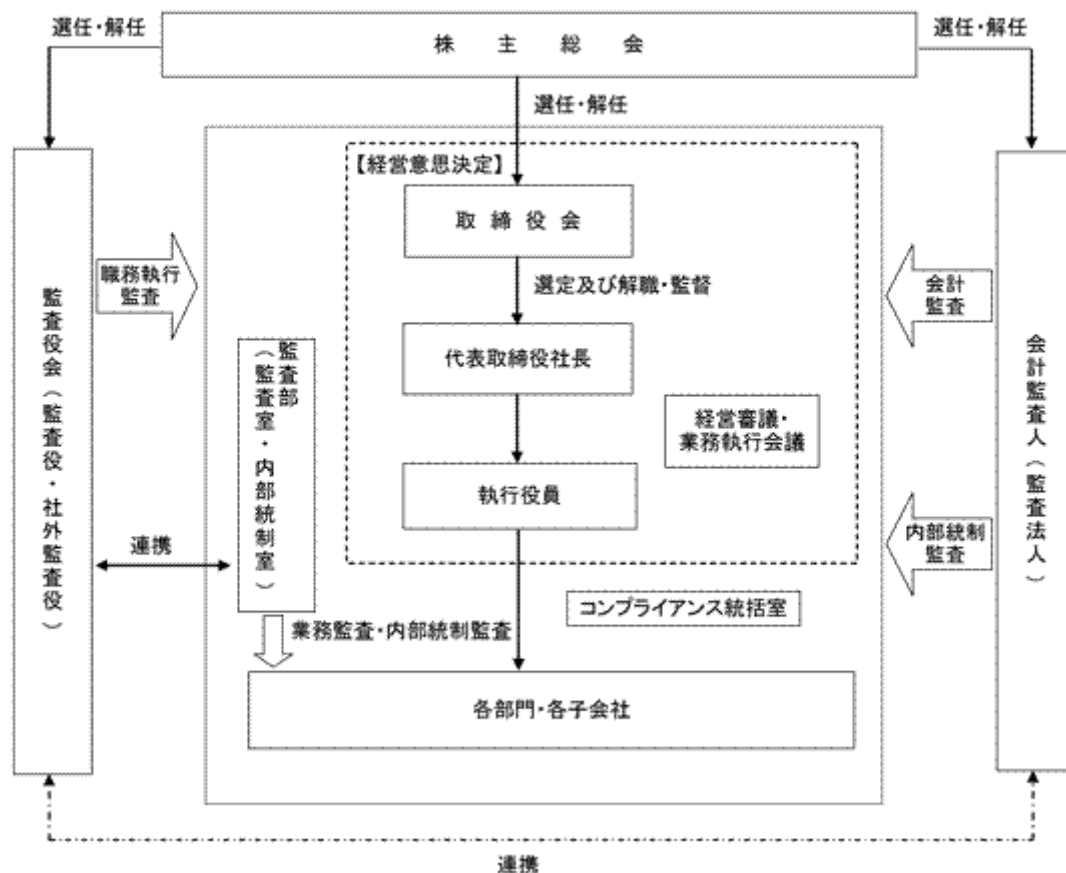 選任・解任
株主総会
選任・解任
選任・解任
【経営意思決定】
取締役会
職務執行
監査
会計
監査
選定及び解職・監督
監査役会(監査役・社外監査役)
監査部
(監査室・内部統制室)
代表取締役社長
会計監査人(監査法人)
経営審議・
業務執行会議
執行役員
連携
内部統制
監査
コンプライアンス統括室
業務監査・内部統制監査
各部門・各子会社
連携